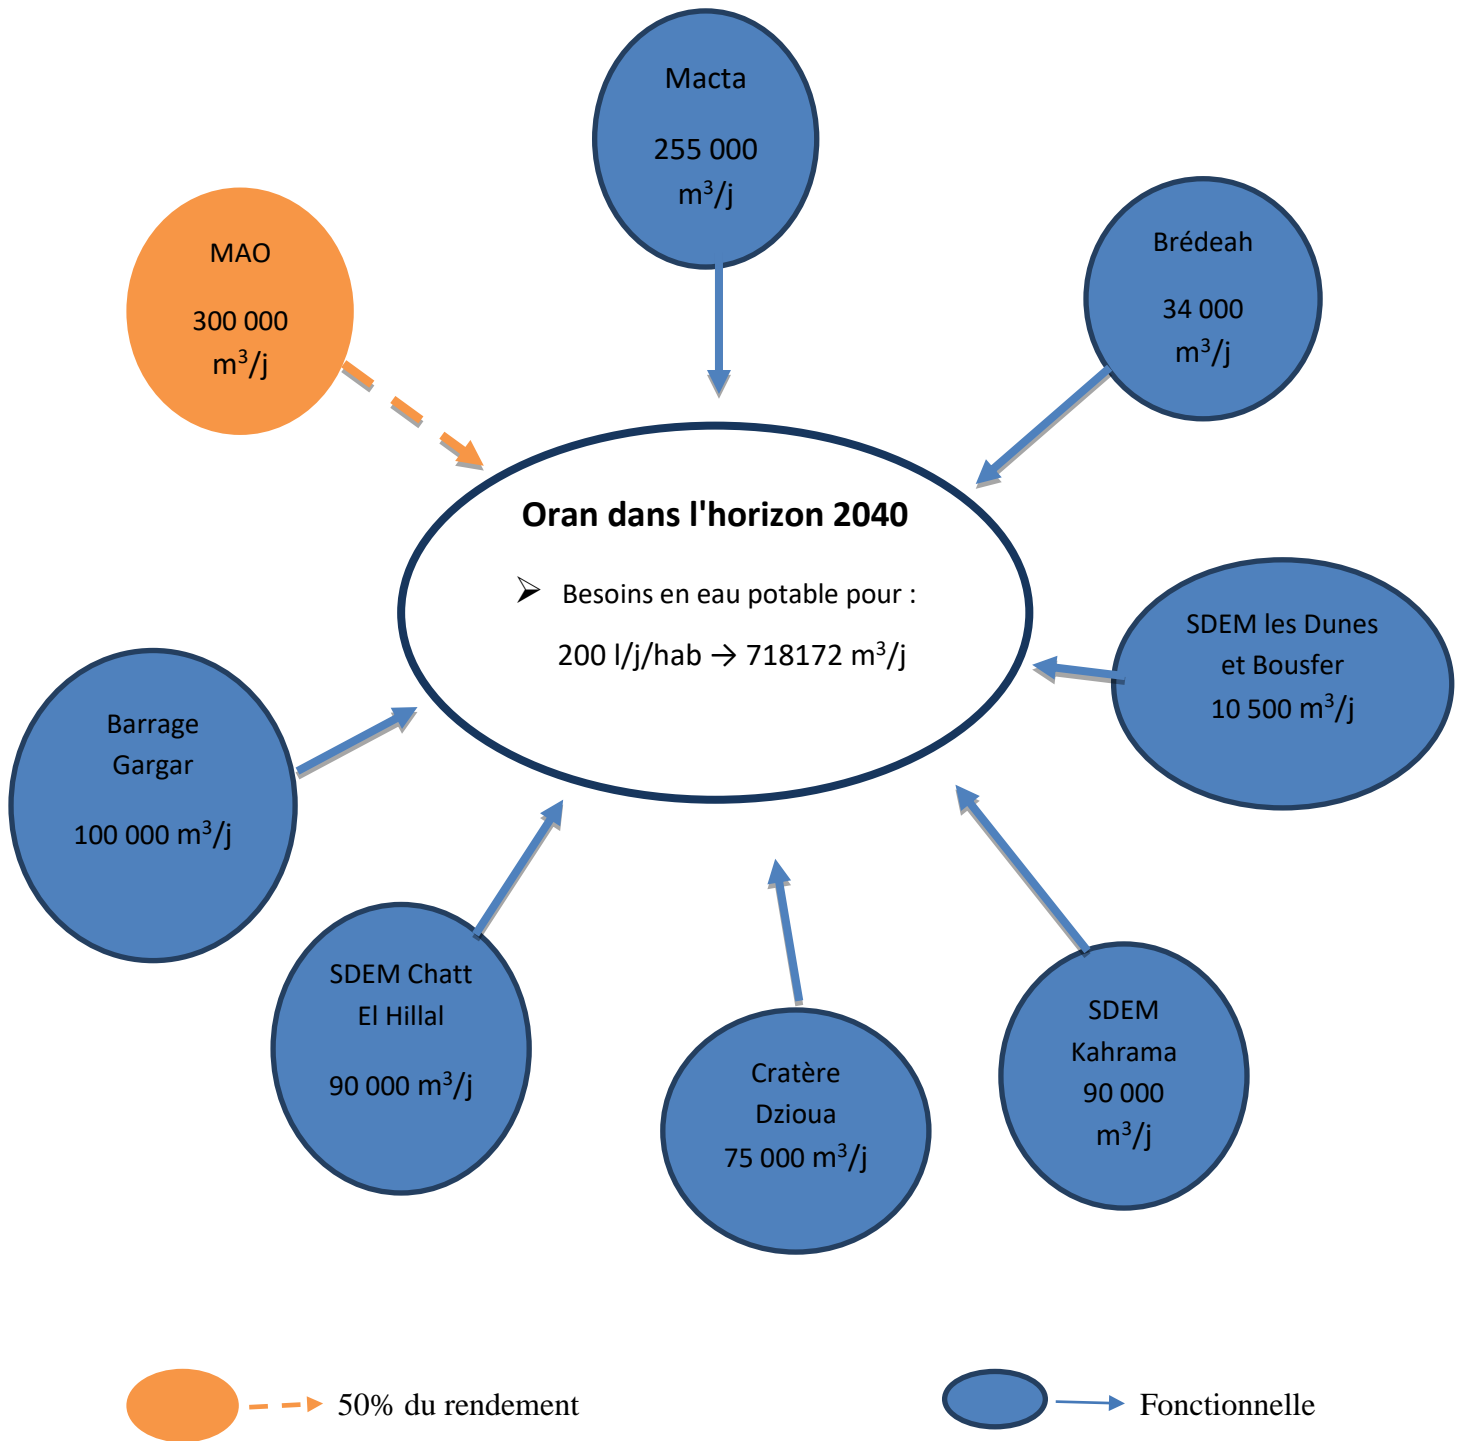 Macta
255 000
m³/j
MAO
300 000
m³/j
Brédeah
34 000
m³/j
Oran dans l'horizon 2040
➢ Besoins en eau potable pour :
200 l/j/hab → 718172 m³/j
SDEM les Dunes
et Bousfer
10 500 m³/j
Barrage
Gargar
100 000 m³/j
SDEM Chatt
El Hillal
90 000 m³/j
Cratère
Dzioua
75 000 m³/j
SDEM
Kahrama
90 000
m³/j
50% du rendement
Fonctionnelle